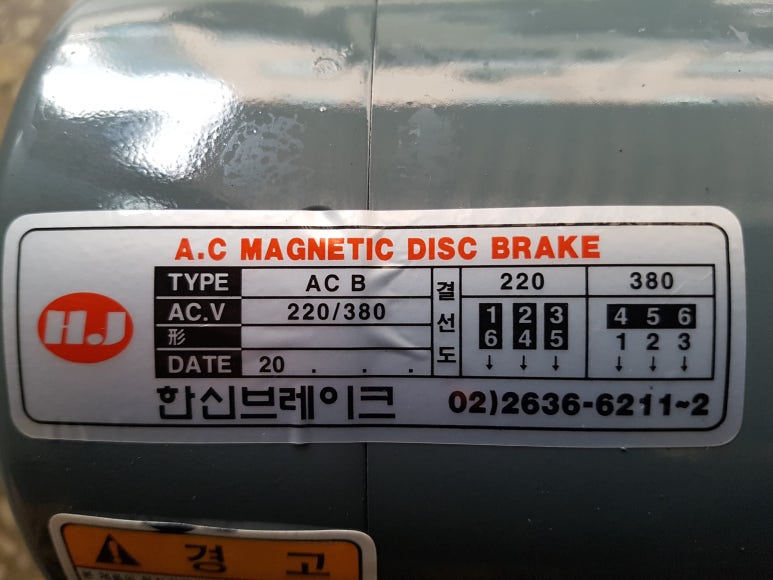 A.C MAGNETIC DISC BRAKE
HJ
TYPE AC B
AC.V 220/380
形
DATE 20 . . .
결선도
220 380
1 2 3 4 5 6
6 4 5 1 2 3
↓ ↓ ↓ ↓ ↓ ↓
한신브레이크 02)2636-6211~2
경고